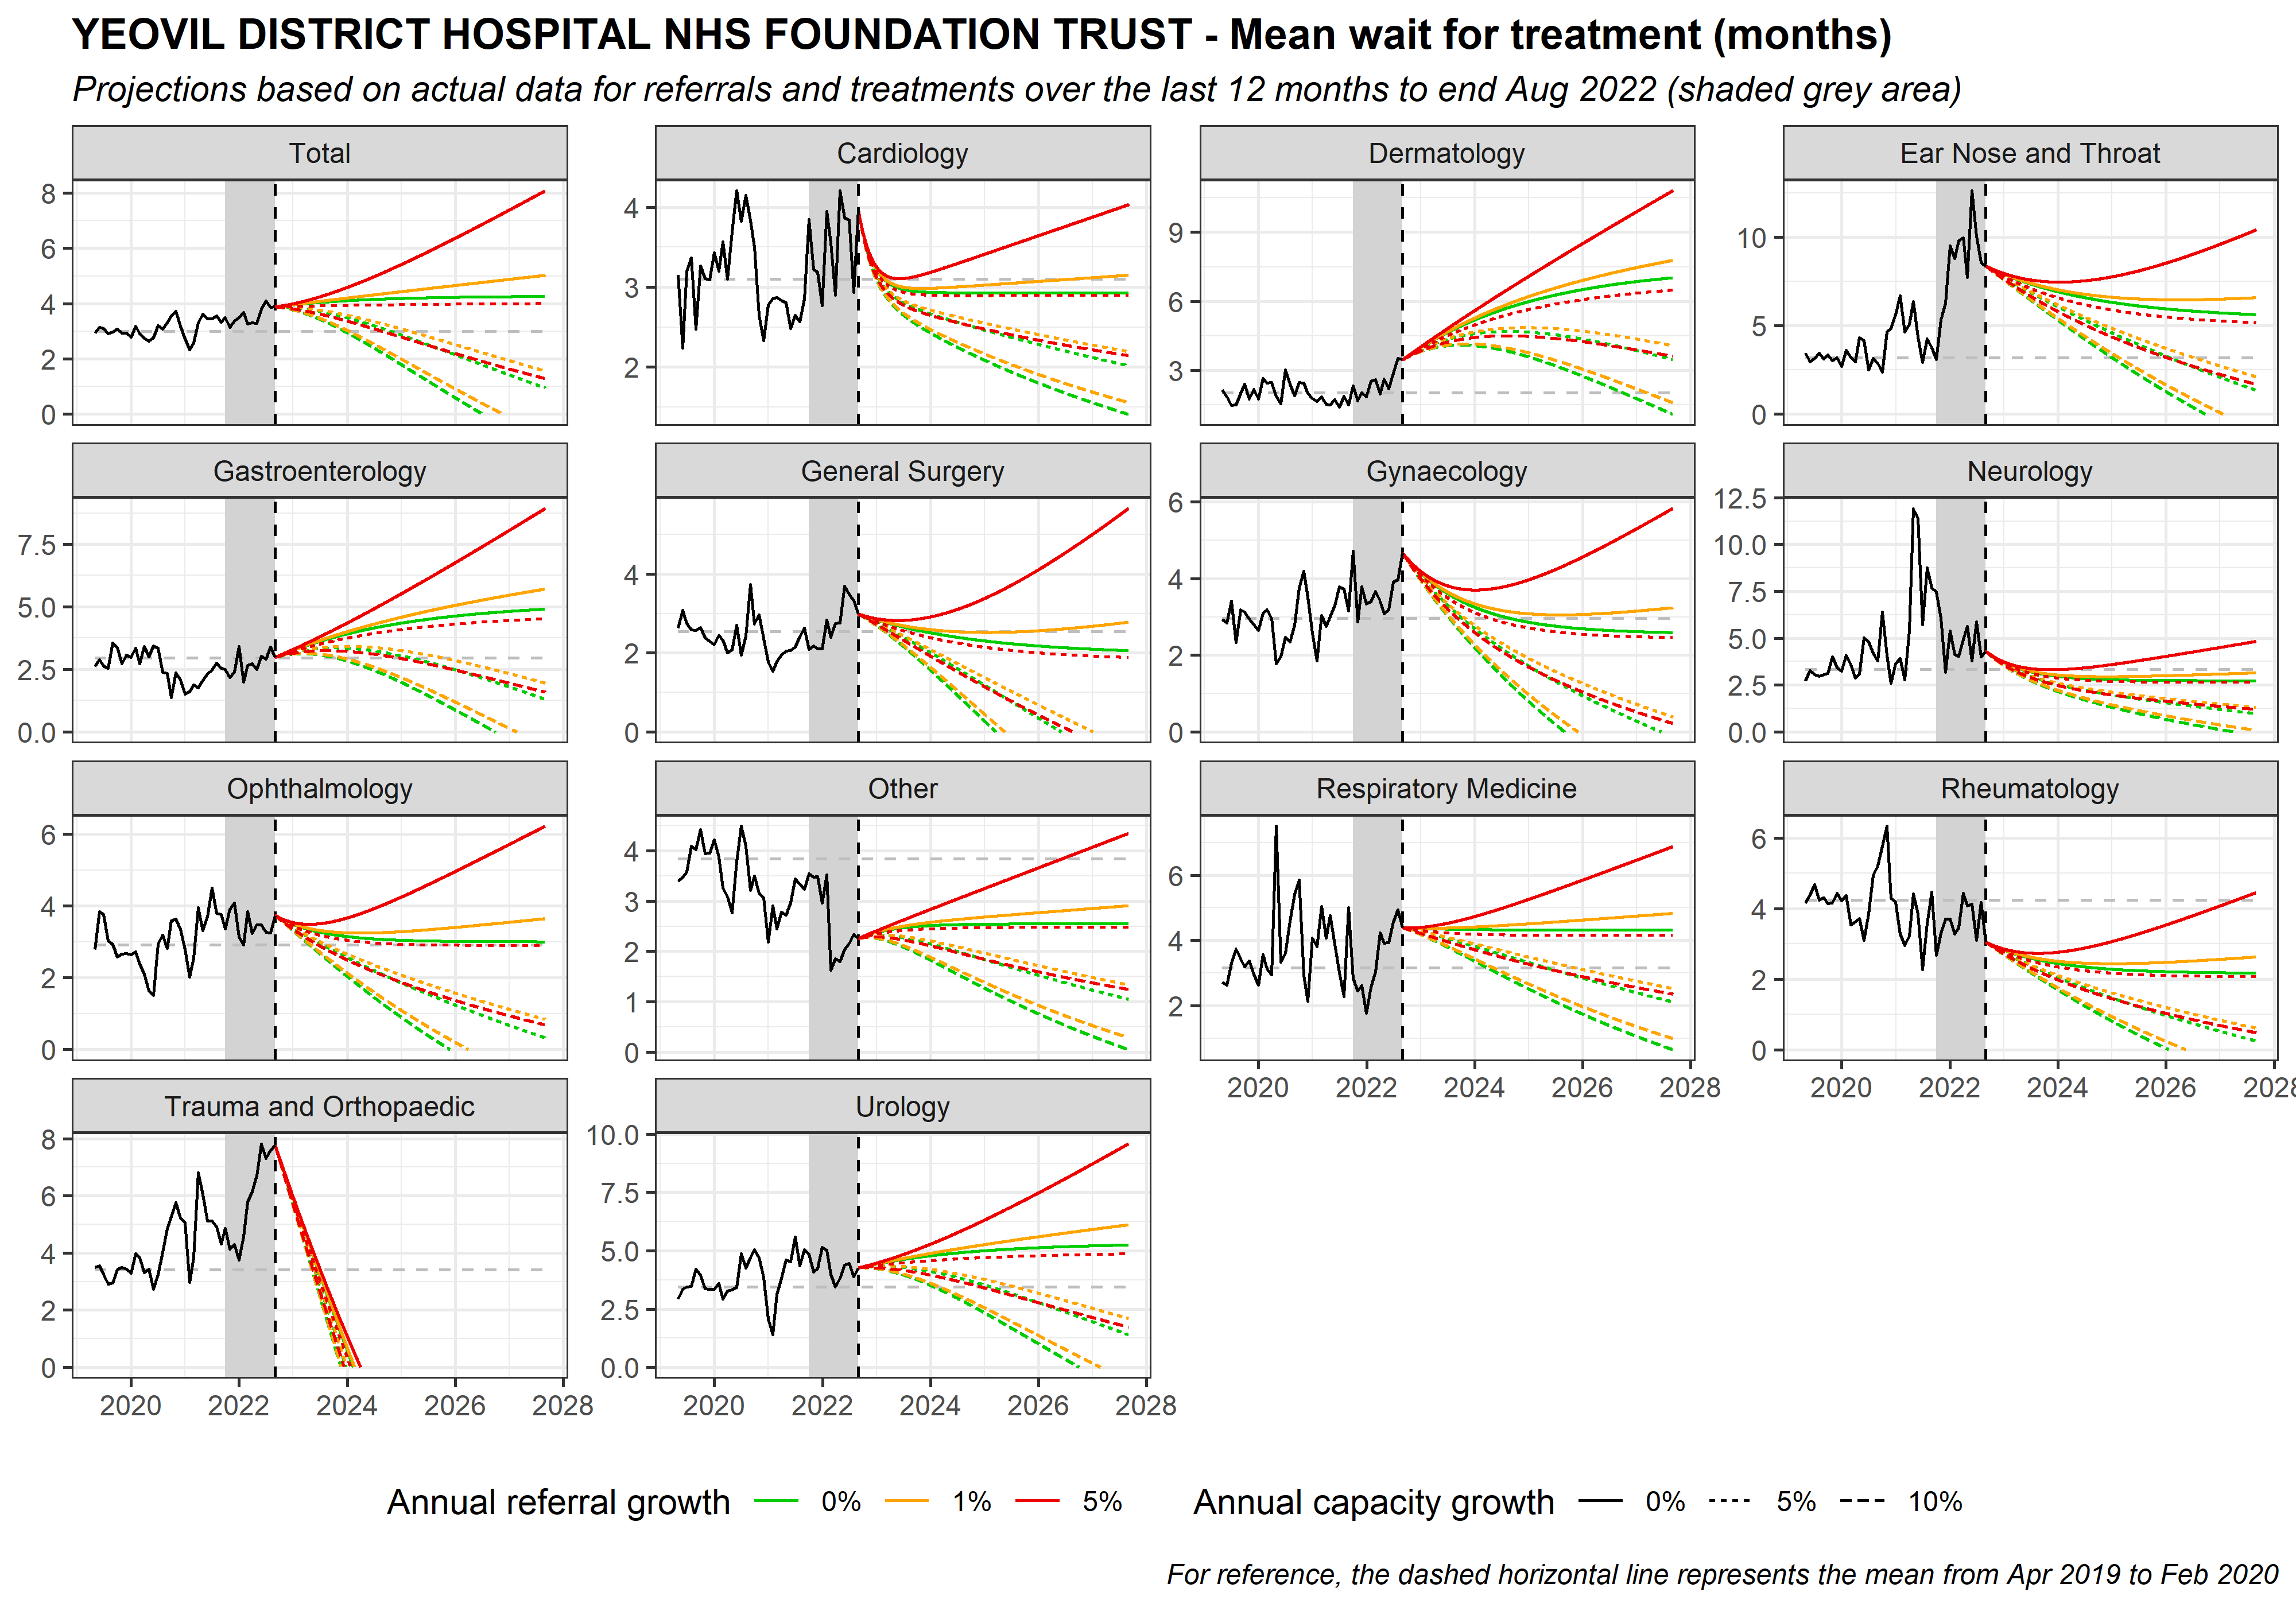 YEOVIL DISTRICT HOSPITAL NHS FOUNDATION TRUST - Mean wait for treatment (months)
Projections based on actual data for referrals and treatments over the last 12 months to end Aug 2022 (shaded grey area)
Total
8
6
4
2
0
Cardiology
4
3
2
Dermatology
9
6
3
Ear Nose and Throat
10
5
0
Gastroenterology
7.5
5.0
2.5
0.0
General Surgery
4
2
0
Gynaecology
6
4
2
0
Neurology
12.5
10.0
7.5
5.0
2.5
0.0
Ophthalmology
6
4
2
0
Other
4
3
2
1
0
Respiratory Medicine
6
4
2
2020 2022 2024 2026 2028
Rheumatology
6
4
2
0
2020 2022 2024 2026 2028
Trauma and Orthopaedic
8
6
4
2
0
2020 2022 2024 2026 2028
Urology
10.0
7.5
5.0
2.5
0.0
2020 2022 2024 2026 2028
Annual referral growth 0% 1% 5% Annual capacity growth 0% 5% 10%
For reference, the dashed horizontal line represents the mean from Apr 2019 to Feb 2020